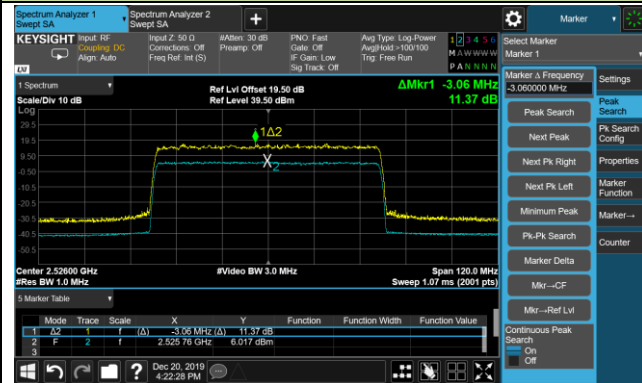 Spectrum Analyzer 1
Swept SA
Spectrum Analyzer 2
Swept SA
+
Marker
KEYSIGHT
Input: RF
Coupling: DC
Align: Auto
Input Z: 50 Ω
Corrections: Off
Freq Ref: Int (S)
#Atten: 30 dB
Preamp: Off
PNO: Fast
Gate: Off
IF Gain: Low
Sig Track: Off
Avg Type: Log-Power
Avg|Hold:>100/100
Trig: Free Run
1 2 3 4 5 6
M A W W W W
P A N N N N
LXI
Select Marker
Marker 1
1 Spectrum
Scale/Div 10 dB
Ref Lvl Offset 19.50 dB
Ref Level 39.50 dBm
ΔMkr1 -3.06 MHz
11.37 dB
Log
29.5
19.5
9.50
-0.50
-10.5
-20.5
-30.5
-40.5
-50.5
1Δ2
X2
Center 2.52600 GHz
#Res BW 1.0 MHz
#Video BW 3.0 MHz
Span 120.0 MHz
Sweep 1.07 ms (2001 pts)
5 Marker Table
Mode Trace Scale X Y Function Function Width Function Value
1 Δ2 1 f (Δ) -3.06 MHz (Δ) 11.37 dB
2 F 2 f 2.525 76 GHz 6.017 dBm
3
Dec 20, 2019
4:22:28 PM
Marker Δ Frequency
-3.060000 MHz
Peak Search
Next Peak
Next Pk Right
Next Pk Left
Minimum Peak
Pk-Pk Search
Marker Delta
Mkr→CF
Mkr→Ref Lvl
Continuous Peak
Search
On
Off
Settings
Peak
Search
Pk Search
Config
Properties
Marker
Function
Marker→
Counter